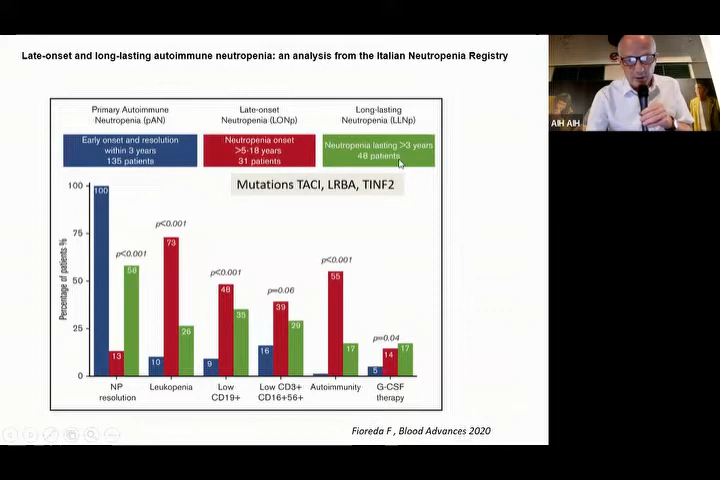 Late-onset and long-lasting autoimmune neutropenia: an analysis from the Italian Neutropenia Registry
AIH AIH
Primary Autoimmune
Neutropenia (pAN)
Late-onset
Neutropenia (LONp)
Long-lasting
Neutropenia (LLNp)
Early onset and resolution
within 3 years
135 patients
Neutropenia onset
>5-18 years
31 patients
Neutropenia lasting >3 years
48 patients
Mutations TACI, LRBA, TINF2
Percentage of patients %
100
75
50
25
0
100
13
p<0.001
58
10
p<0.001
73
26
9
p<0.001
48
35
16
p=0.06
39
29
p<0.001
55
17
5
p=0.04
14
17
NP
resolution
Leukopenia
Low
CD19+
Low CD3+
CD16+56+
Autoimmunity
G-CSF
therapy
Fioreda F , Blood Advances 2020